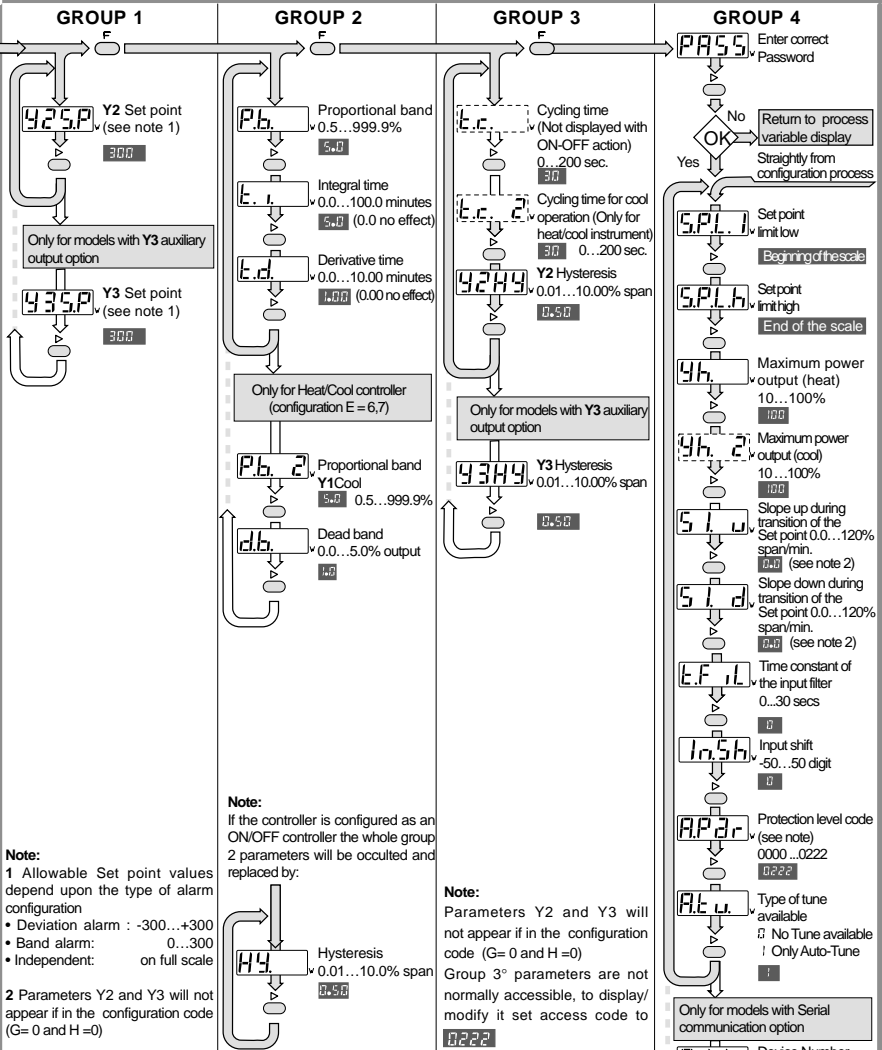 GROUP 1
F
Y2S.P
Y2 Set point
(see note 1)
300
Only for models with Y3 auxiliary
output option
Y3S.P
Y3 Set point
(see note 1)
300
Note:
1 Allowable Set point values
depend upon the type of alarm
configuration
• Deviation alarm : -300…+300
• Band alarm: 0…300
• Independent: on full scale
2 Parameters Y2 and Y3 will not
appear if in the configuration code
(G= 0 and H =0)
GROUP 2
F
P.b.
Proportional band
0.5…999.9%
5.0
t. i.
Integral time
0.0…100.0 minutes
5.0 (0.0 no effect)
t.d.
Derivative time
0.0…10.00 minutes
1.00 (0.00 no effect)
Only for Heat/Cool controller
(configuration E = 6,7)
P.b. 2
Proportional band
Y1Cool
5.0 0.5…999.9%
d.b.
Dead band
0.0…5.0% output
1.0
Note:
If the controller is configured as an
ON/OFF controller the whole group
2 parameters will be occulted and
replaced by:
HY.
Hysteresis
0.01…10.0% span
0.50
GROUP 3
F
t.c.
Cycling time
(Not displayed with
ON-OFF action)
0…200 sec.
30
t.c. 2
Cycling time for cool
operation (Only for
heat/cool instrument)
30 0…200 sec.
Y2HY
Y2 Hysteresis
0.01…10.00% span
0.50
Only for models with Y3 auxiliary
output option
Y3HY
Y3 Hysteresis
0.01…10.00% span
0.50
Note:
Parameters Y2 and Y3 will
not appear if in the configuration
code (G= 0 and H =0)
Group 3° parameters are not
normally accessible, to display/
modify it set access code to
0222
GROUP 4
PASS
Enter correct
Password
No
OK
Return to process
variable display
Yes
Straightly from
configuration process
S.P.L. l
Set point
limit low
Beginning of the scale
S.P.L.h
Set point
limit high
End of the scale
Yh.
Maximum power
output (heat)
10…100%
100
Yh. 2
Maximum power
output (cool)
10…100%
100
Sl. u
Slope up during
transition of the
Set point 0.0…120%
span/min.
0.0 (see note 2)
Sl. d
Slope down during
transition of the
Set point 0.0…120%
span/min.
0.0 (see note 2)
t.FiL
Time constant of
the input filter
0...30 secs
0
In.Sh
Input shift
-50…50 digit
0
A.PAr
Protection level code
(see note)
0000 ...0222
0222
A.t u.
Type of tune
available
0 No Tune available
1 Only Auto-Tune
1
Only for models with Serial
communication option
Device Number